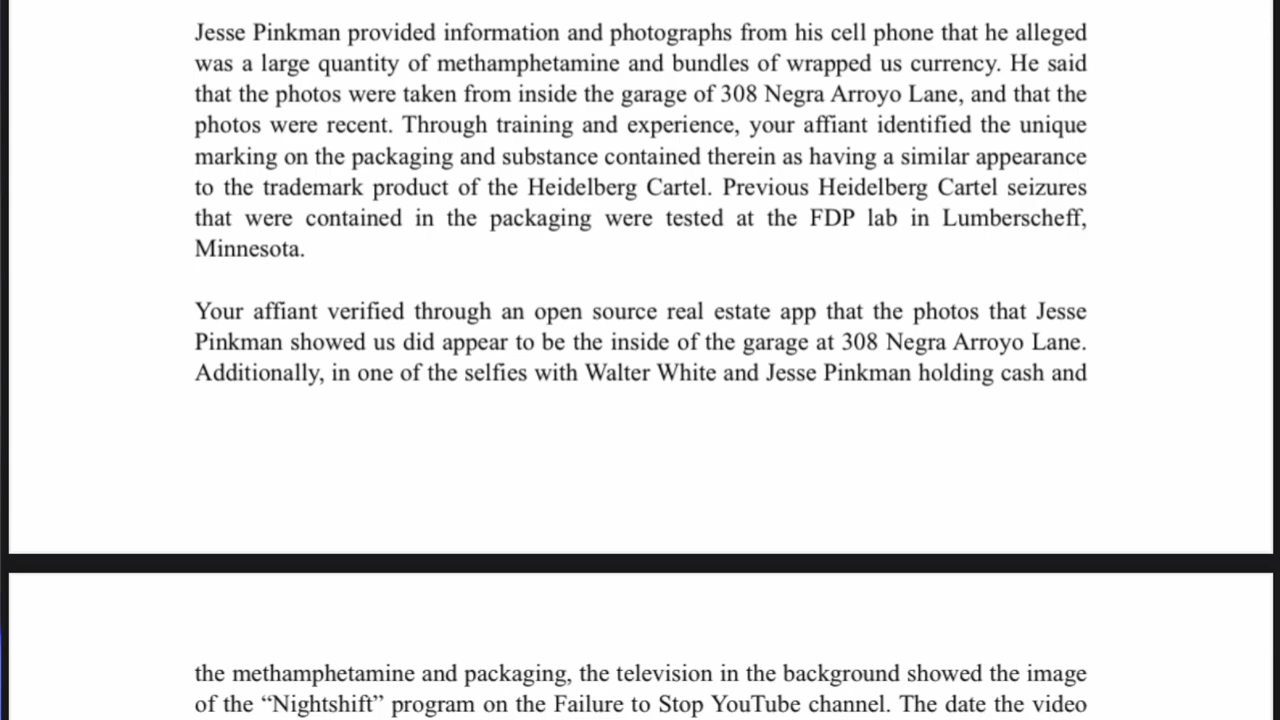 Jesse Pinkman provided information and photographs from his cell phone that he alleged
was a large quantity of methamphetamine and bundles of wrapped us currency. He said
that the photos were taken from inside the garage of 308 Negra Arroyo Lane, and that the
photos were recent. Through training and experience, your affiant identified the unique
marking on the packaging and substance contained therein as having a similar appearance
to the trademark product of the Heidelberg Cartel. Previous Heidelberg Cartel seizures
that were contained in the packaging were tested at the FDP lab in Lumberscheff,
Minnesota.
Your affiant verified through an open source real estate app that the photos that Jesse
Pinkman showed us did appear to be the inside of the garage at 308 Negra Arroyo Lane.
Additionally, in one of the selfies with Walter White and Jesse Pinkman holding cash and
the methamphetamine and packaging, the television in the background showed the image
of the “Nightshift” program on the Failure to Stop YouTube channel. The date the video